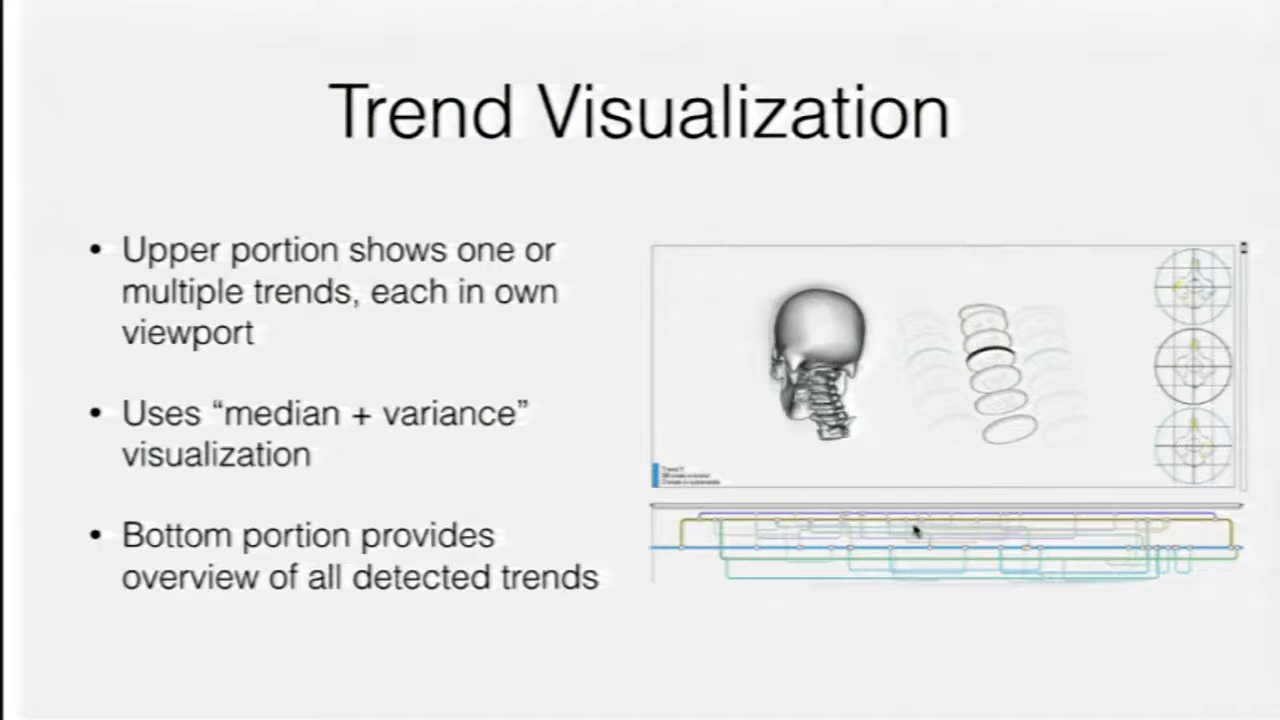 Trend Visualization
• Upper portion shows one or
multiple trends, each in own
viewport
• Uses “median + variance”
visualization
• Bottom portion provides
overview of all detected trends